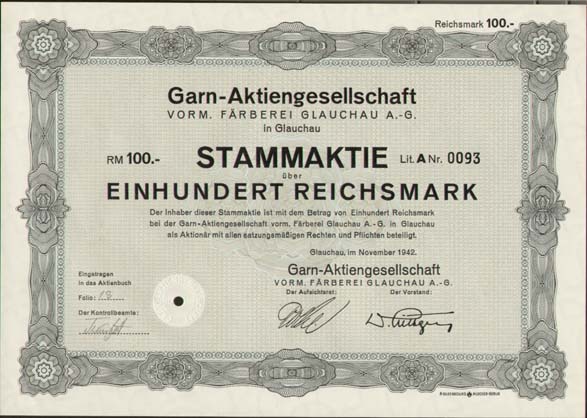 Reichsmark 100.-
Garn-Aktiengesellschaft
VORM. FÄRBEREI GLAUCHAU A.-G.
in Glauchau
RM 100.- STAMMAKTIE Lit. A Nr. 0093
über
EINHUNDERT REICHSMARK
Der Inhaber dieser Stammaktie ist mit dem Betrag von Einhundert Reichsmark
bei der Garn-Aktiengesellschaft vorm. Färberei Glauchau A.-G. in Glauchau
als Aktionär mit allen satzungsmäßigen Rechten und Pflichten beteiligt.
Glauchau, im November 1942.
Garn-Aktiengesellschaft
VORM. FÄRBEREI GLAUCHAU A.-G.
Der Aufsichtsrat: Der Vorstand:
Eingetragen
in das Aktienbuch
Folio: 18
Der Kontrollbeamte: